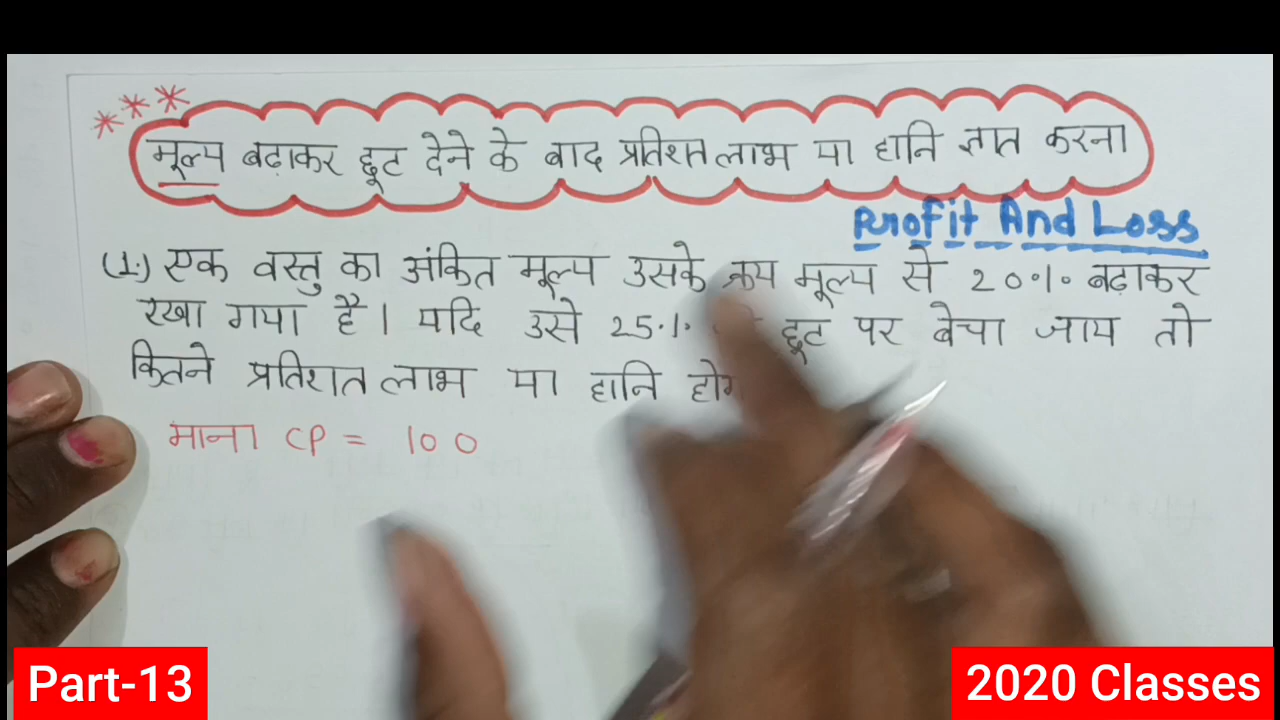 मूल्य बढ़ाकर छूट देने के बाद प्रतिशत लाभ या हानि ज्ञात करना
Profit And Loss
(1.) एक वस्तु का अंकित मूल्य उसके क्रय मूल्य से 20% बढ़ाकर
रखा गया है। यदि उसे 25% छूट पर बेचा जाय तो
कितने प्रतिशत लाभ या हानि
माना CP = 100
Part-13
2020 Classes